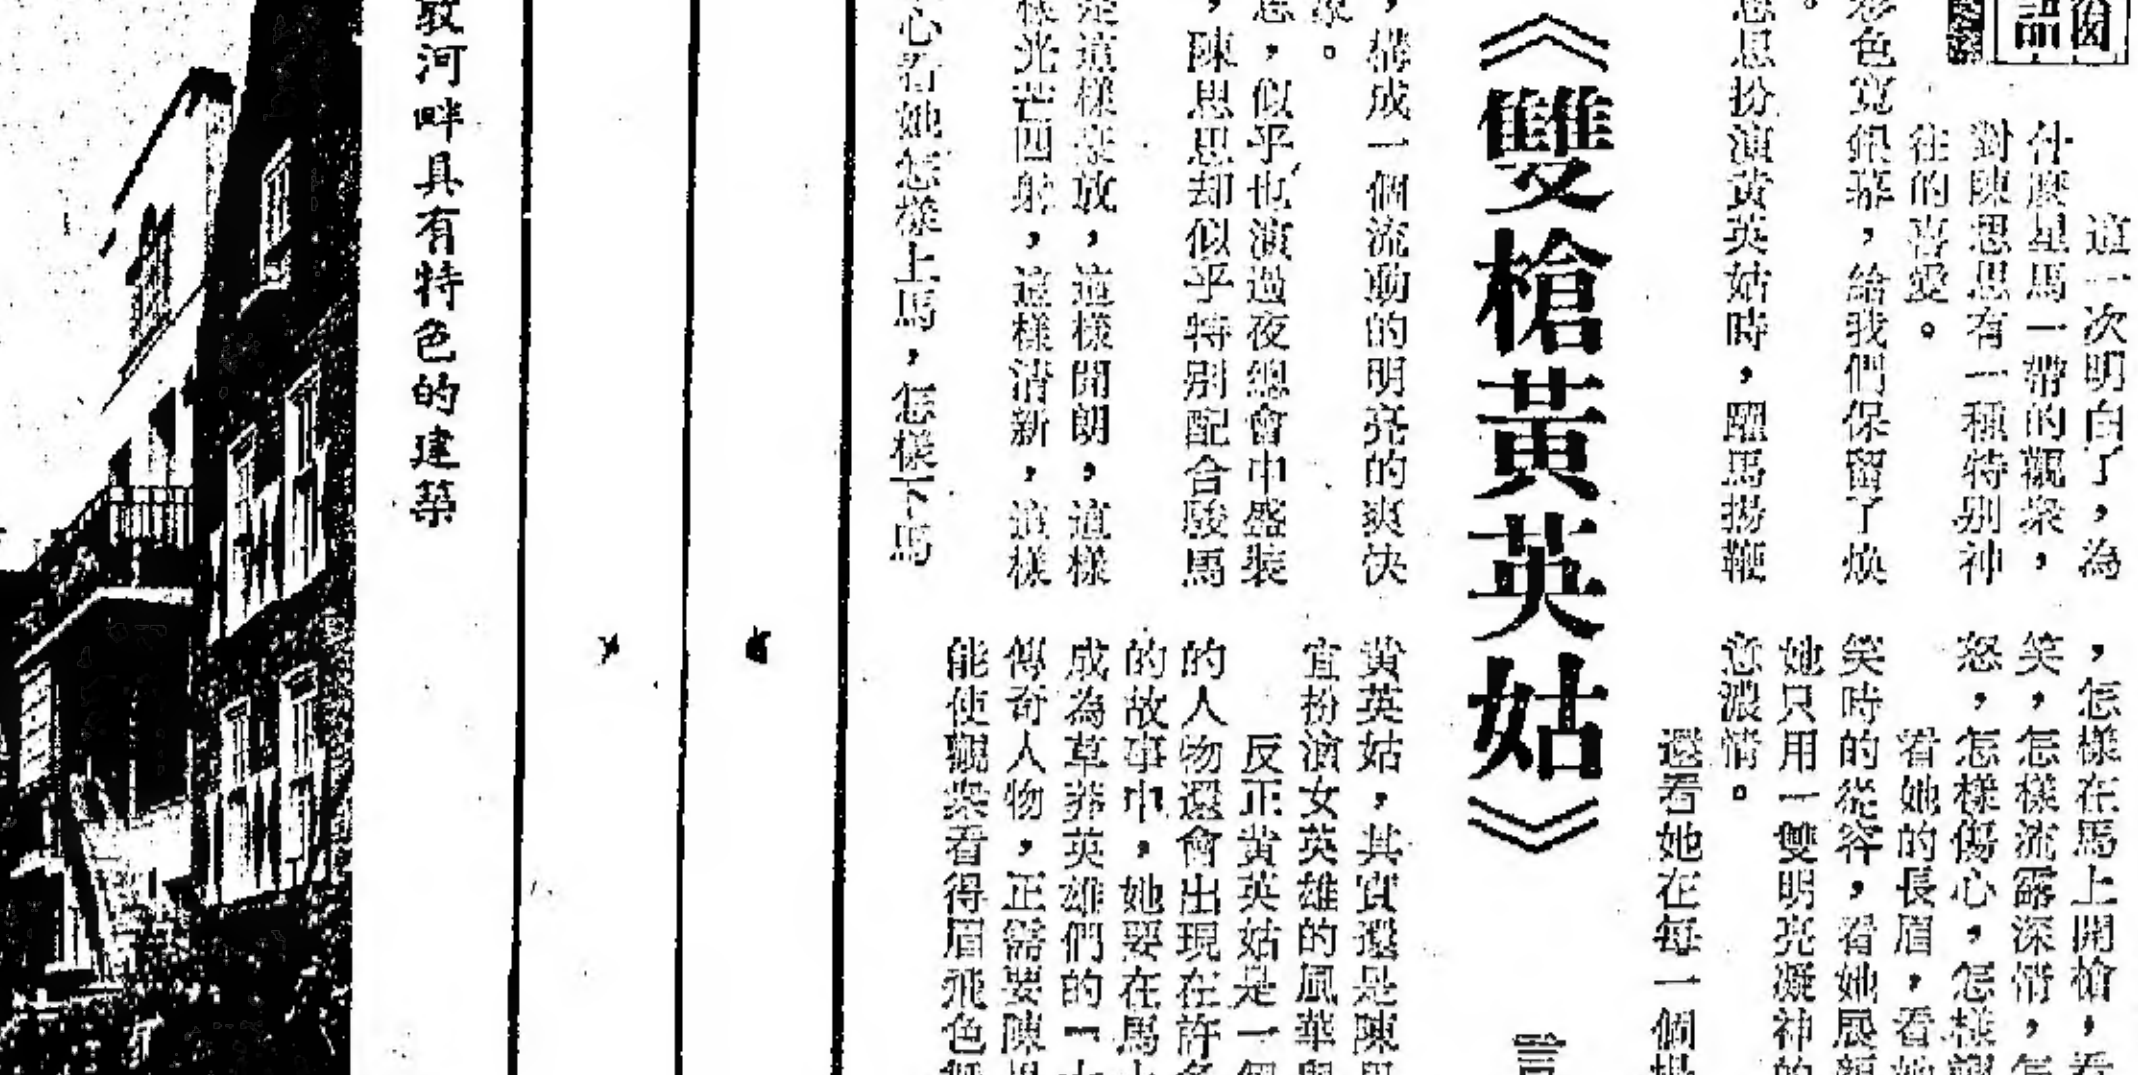 這一次明白了，為
什麼星馬一帶的觀衆，
對陳思思有一種特別神
往的喜愛。
彩色寬銀幕，給我們保留了煥
思思扮演黃英姑時，躍馬揚鞭
《雙槍黃英姑》
，構成一個流動的明亮的爽快
，似乎也演過夜總會中盛裝
，陳思思却似乎特別配合駿馬
這樣豪放，這樣開朗，這樣
樣光芒四射，這樣清新，這樣
心看她怎樣上馬，怎樣下馬
，怎樣在馬上開槍，看
笑，怎樣流露深情，怎
怒，怎樣傷心，怎樣
看她的長眉，看她
笑時的從容，看她展顏
她只用一雙明亮凝神的
意濃情。
還看她在每一個
黃英姑，其實還是陳
宜扮演女英雄的風華
反正黃英姑是一個
的人物還會出現在許多
的故事中，她要在馬上
成為草莽英雄們的『
傳奇人物，正需要陳
能使觀衆看得眉飛色
河畔具有特色的建築